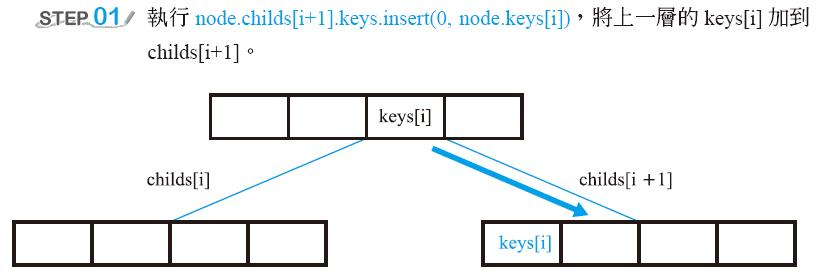 STEP 01 執行 node.childs[i+1].keys.insert(0, node.keys[i])，將上一層的 keys[i] 加到
childs[i+1]。
keys[i]
childs[i]
childs[i +1]
keys[i]